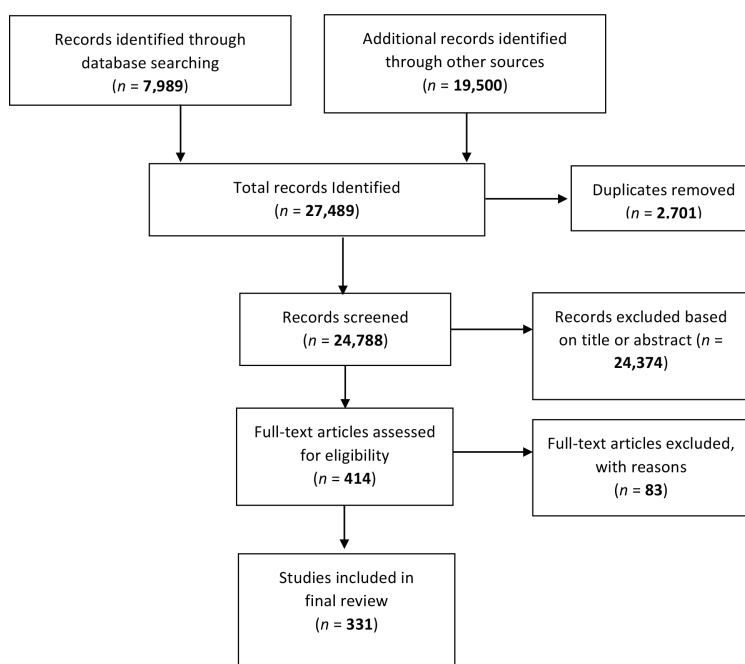 Records identified through
database searching
(n = 7,989)
Additional records identified
through other sources
(n = 19,500)
Total records Identified
(n = 27,489)
Duplicates removed
(n = 2.701)
Records screened
(n = 24,788)
Records excluded based
on title or abstract (n =
24,374)
Full-text articles assessed
for eligibility
(n = 414)
Full-text articles excluded,
with reasons
(n = 83)
Studies included in
final review
(n = 331)